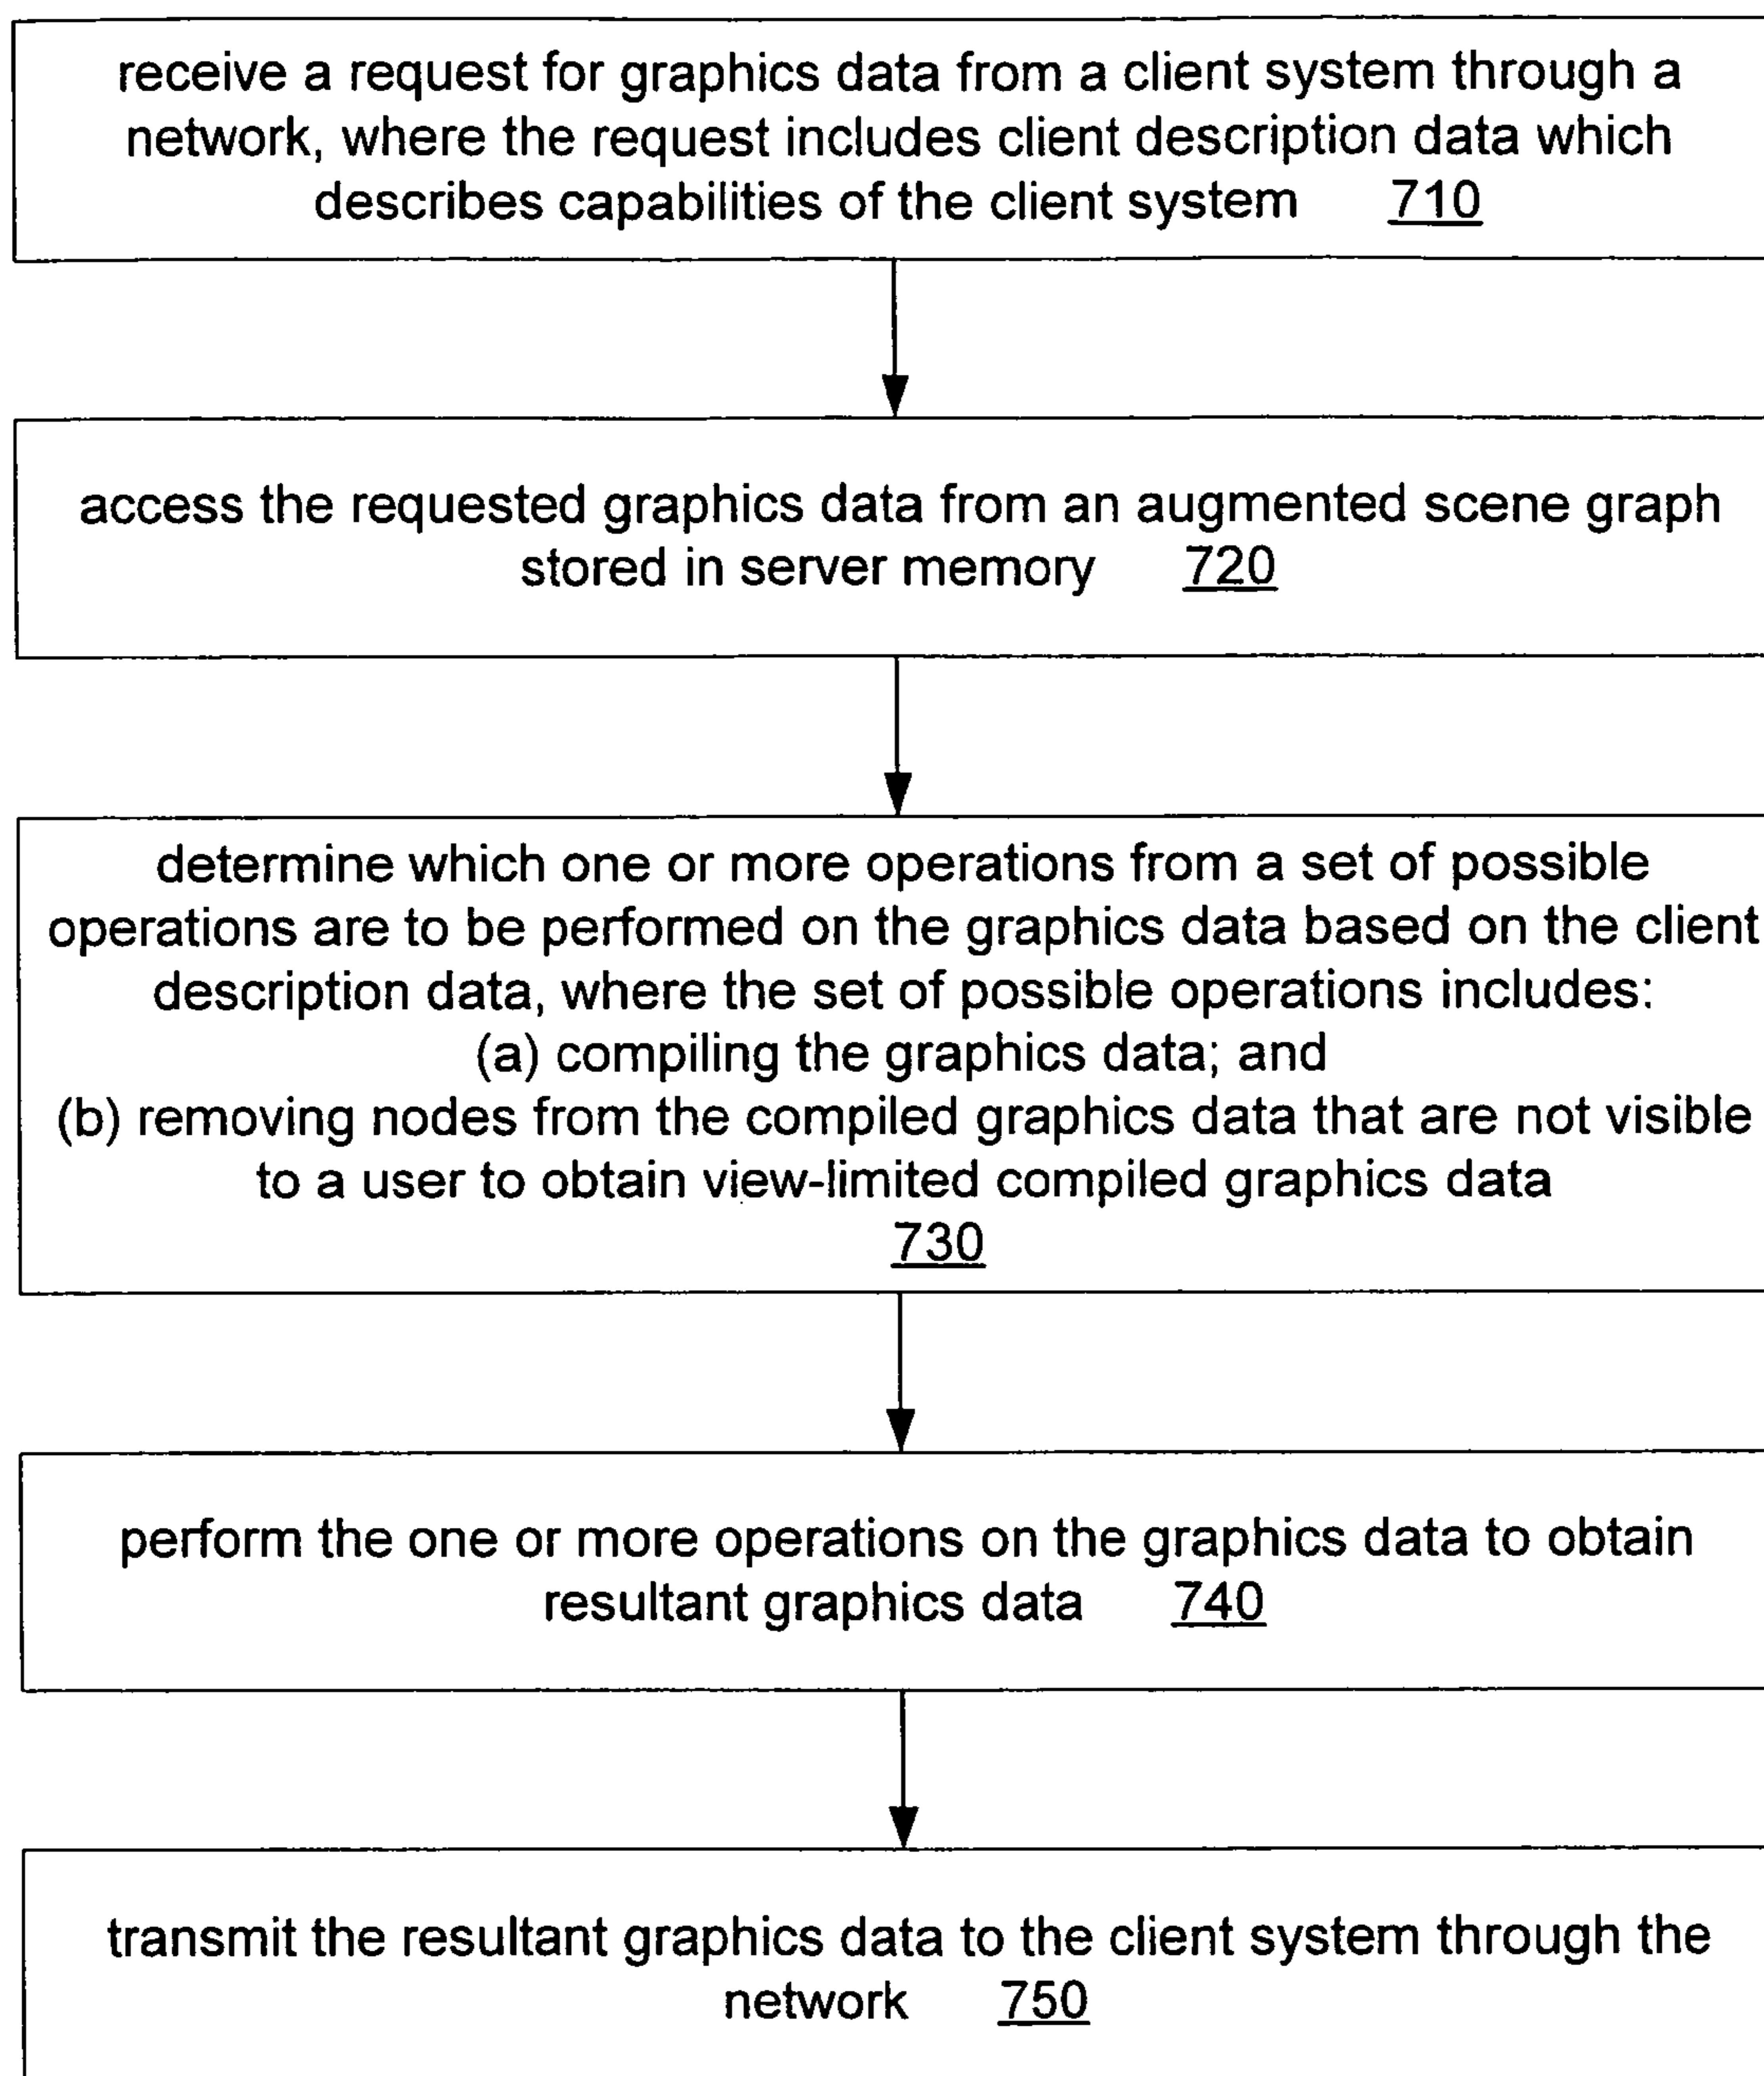 receive a request for graphics data from a client system through a
network, where the request includes client description data which
describes capabilities of the client system 710
access the requested graphics data from an augmented scene graph
stored in server memory 720
determine which one or more operations from a set of possible
operations are to be performed on the graphics data based on the client
description data, where the set of possible operations includes:
(a) compiling the graphics data; and
(b) removing nodes from the compiled graphics data that are not visible
to a user to obtain view-limited compiled graphics data
730
perform the one or more operations on the graphics data to obtain
resultant graphics data 740
transmit the resultant graphics data to the client system through the
network 750